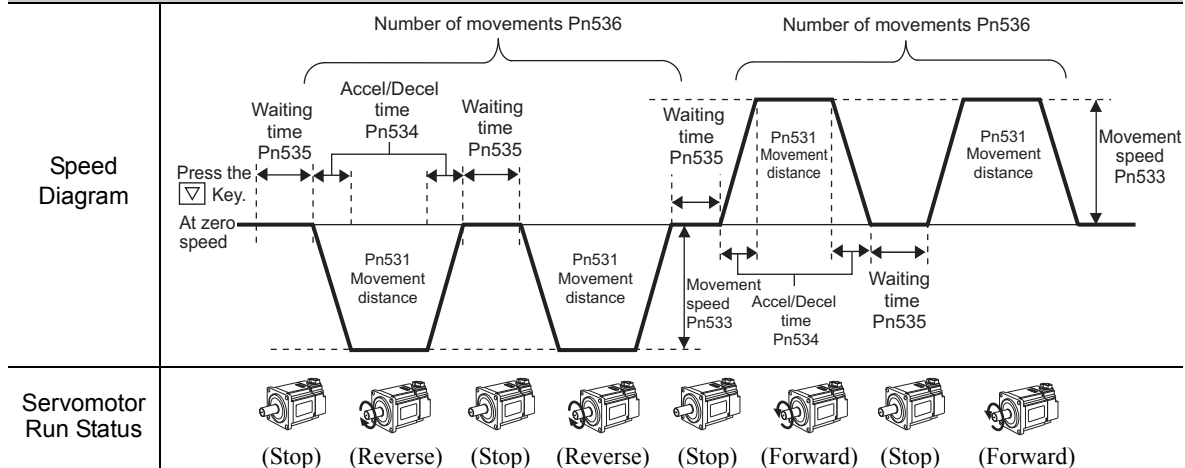 Number of movements Pn536
Number of movements Pn536
Speed
Diagram
Press the
▽ Key.
At zero
speed
Waiting
time
Pn535
Accel/Decel
time
Pn534
Waiting
time
Pn535
Waiting
time
Pn535
Pn531
Movement
distance
Pn531
Movement
distance
Movement
speed
Pn533
Pn531
Movement
distance
Pn531
Movement
distance
Movement
speed
Pn533
Accel/Decel
time
Pn534
Waiting
time
Pn535
Servomotor
Run Status
(Stop) (Reverse) (Stop) (Reverse) (Stop) (Forward) (Stop) (Forward)